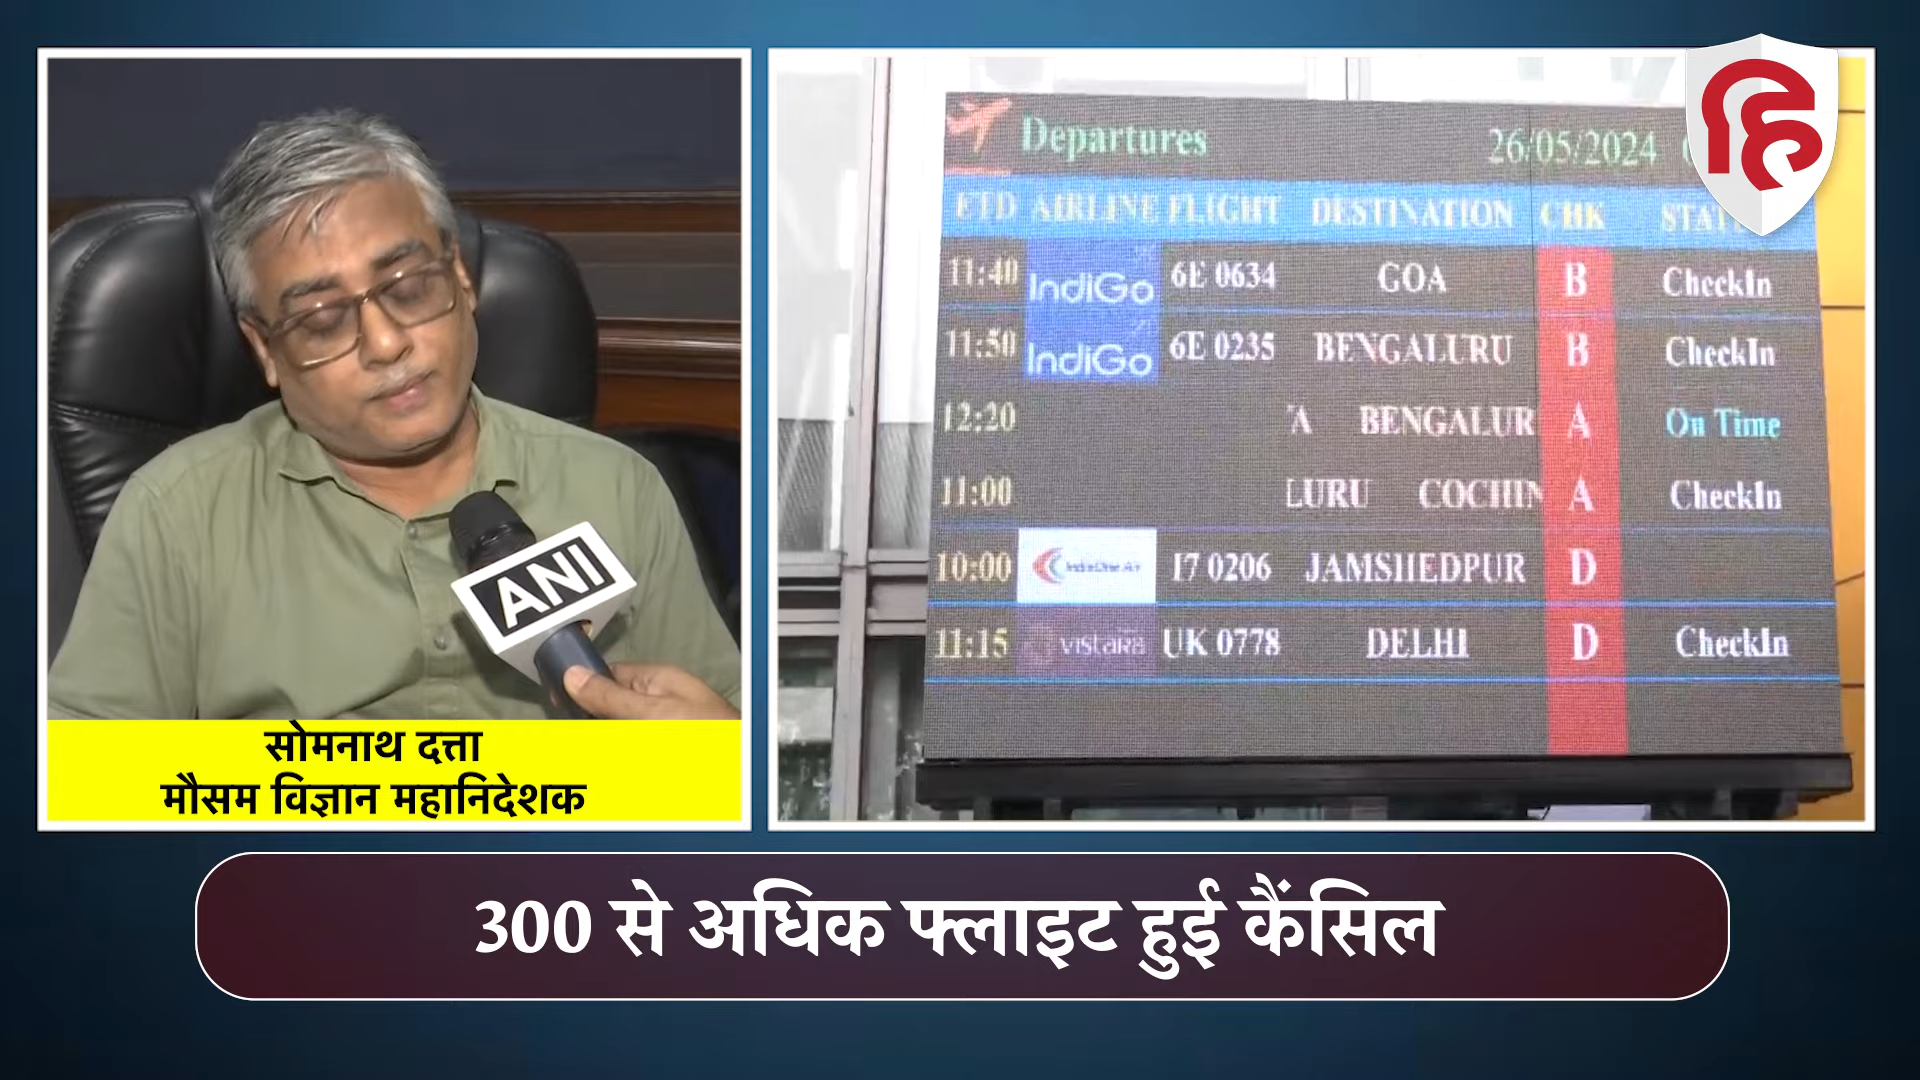 हि
Departures 26/05/2024
ETD AIRLINE FLIGHT DESTINATION CHK
11:40 IndiGo 6E 0634 GOA B CheckIn
11:50 IndiGo 6E 0235 BENGALURU B CheckIn
12:20 A BENGALUR A On Time
11:00 LURU COCHIN A CheckIn
10:00 IndiaOne Air I7 0206 JAMSHEDPUR D
11:15 vistara UK 0778 DELHI D CheckIn
ANI
सोमनाथ दत्ता
मौसम विज्ञान महानिदेशक
300 से अधिक फ्लाइट हुई कैंसिल